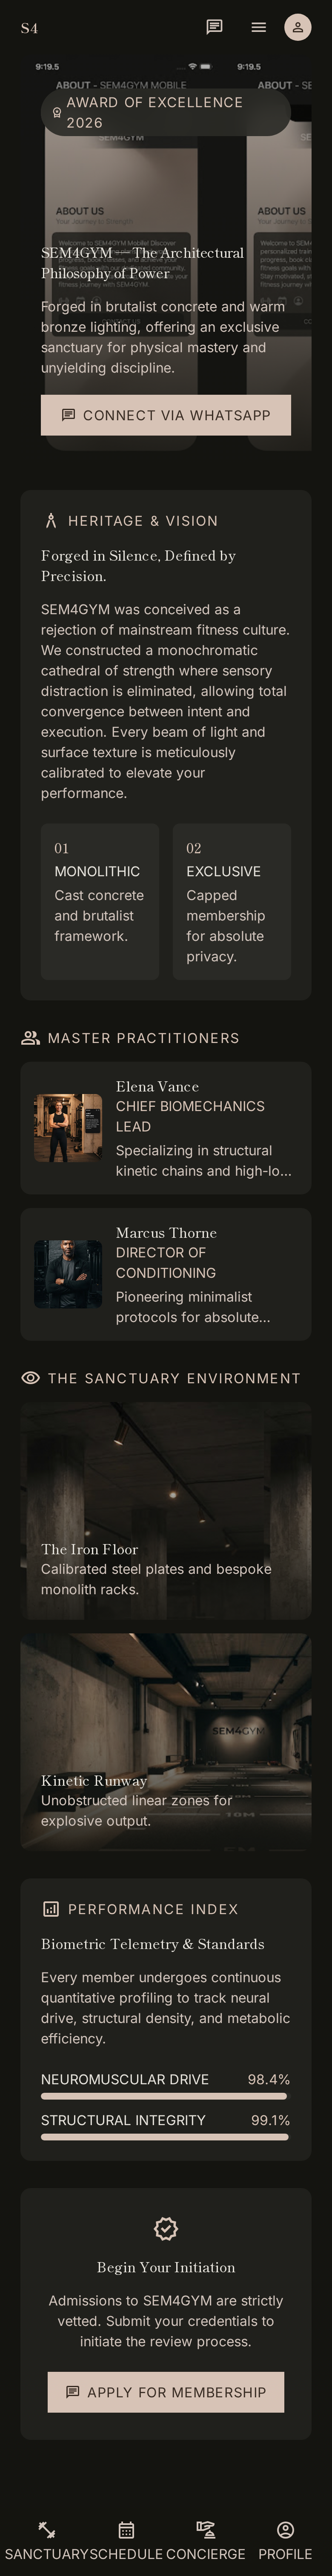 S4
9:19.5
9:19.5
ABOUT - SEM4GYM MOBILE
ABOUT - SE
AWARD OF EXCELLENCE
2026
SEM4GYM
ABOUT US
Your Journey to Strength
ABOUT US
SEM4GYM — The Architectural
Philosophy of Power
Forged in brutalist concrete and warm
bronze lighting, offering an exclusive
sanctuary for physical mastery and
unyielding discipline.
CONNECT VIA WHATSAPP
HERITAGE & VISION
Forged in Silence, Defined by
Precision.
SEM4GYM was conceived as a
rejection of mainstream fitness culture.
We constructed a monochromatic
cathedral of strength where sensory
distraction is eliminated, allowing total
convergence between intent and
execution. Every beam of light and
surface texture is meticulously
calibrated to elevate your
performance.
01
MONOLITHIC
Cast concrete
and brutalist
framework.
02
EXCLUSIVE
Capped
membership
for absolute
privacy.
MASTER PRACTITIONERS
Elena Vance
CHIEF BIOMECHANICS
LEAD
Specializing in structural
kinetic chains and high-lo...
Marcus Thorne
DIRECTOR OF
CONDITIONING
Pioneering minimalist
protocols for absolute...
THE SANCTUARY ENVIRONMENT
The Iron Floor
Calibrated steel plates and bespoke
monolith racks.
SEM4GYM
Kinetic Runway
Unobstructed linear zones for
explosive output.
10M
PERFORMANCE INDEX
Biometric Telemetry & Standards
Every member undergoes continuous
quantitative profiling to track neural
drive, structural density, and metabolic
efficiency.
NEUROMUSCULAR DRIVE 98.4%
STRUCTURAL INTEGRITY 99.1%
Begin Your Initiation
Admissions to SEM4GYM are strictly
vetted. Submit your credentials to
initiate the review process.
APPLY FOR MEMBERSHIP
SANCTUARY SCHEDULE CONCIERGE PROFILE